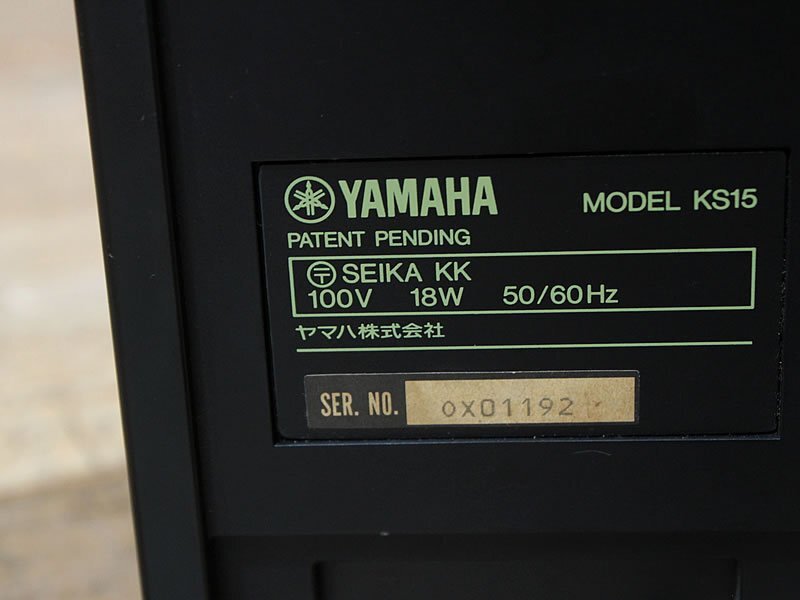 YAMAHA MODEL KS15
PATENT PENDING
〒 SEIKA KK
100V 18W 50/60Hz
ヤマハ株式会社
SER. NO. OX01192